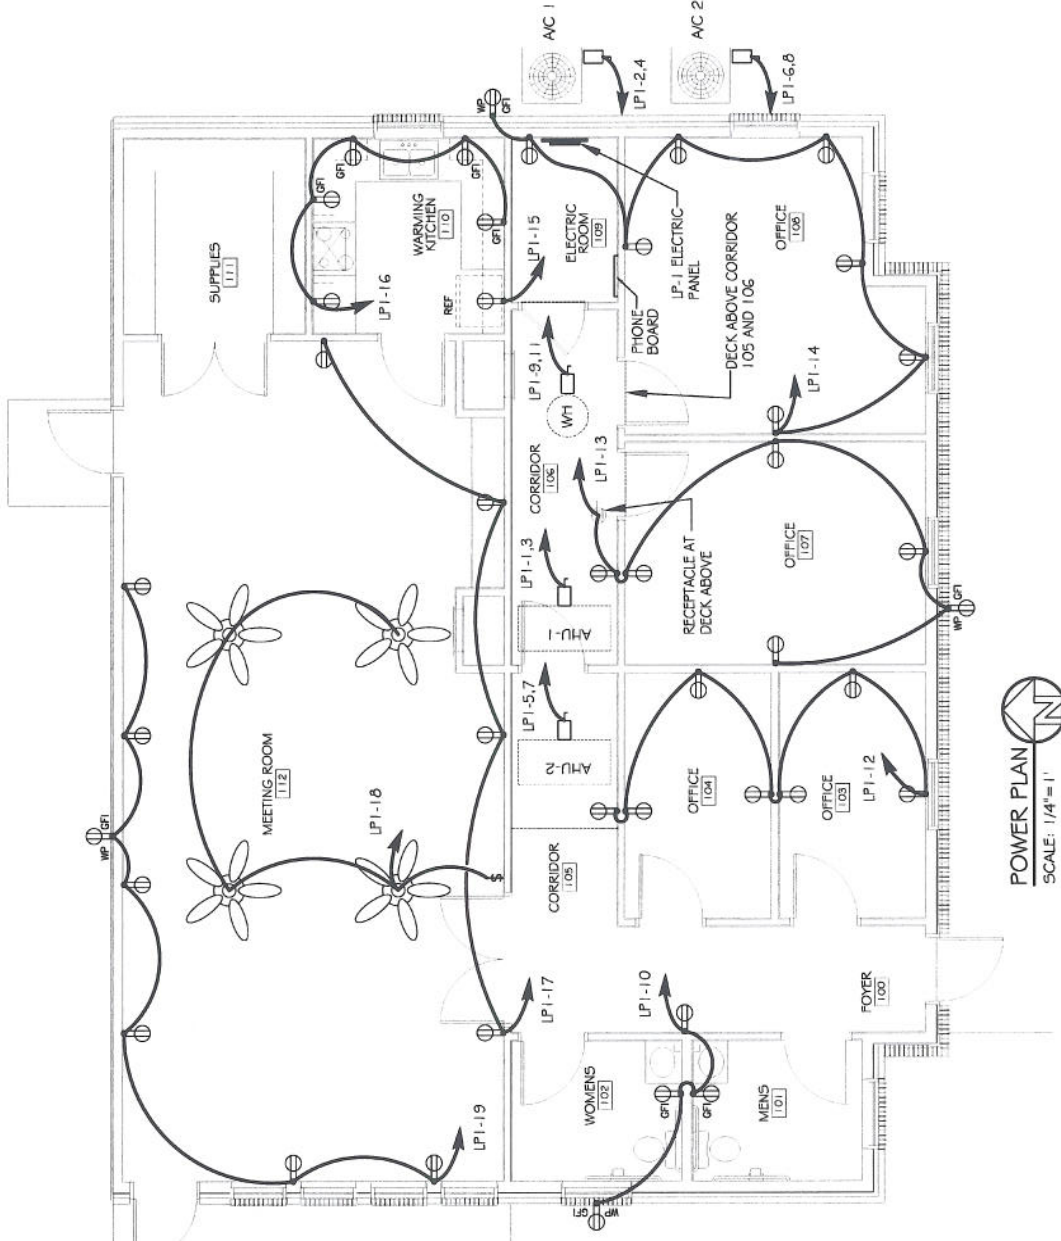 A/C 1
A/C 2
LP1-2,4
LP1-6,8
WP
GFI
SUPPLIES
111
GFI
GFI
GFI
GFI
WARMING
KITCHEN
110
LP1-16
REF
LP1-15
ELECTRIC
ROOM
109
LP-1 ELECTRIC
PANEL
PHONE
BOARD
DECK ABOVE CORRIDOR
105 AND 106
OFFICE
108
LP1-14
LP1-9,11
WH
LP1-13
CORRIDOR
106
LP1-1,3
AHU-1
RECEPTACLE AT
DECK ABOVE
OFFICE
107
GFI
WP
LP1-5,7
AHU-2
MEETING ROOM
112
LP1-18
WP
GFI
S
OFFICE
104
OFFICE
103
LP1-12
CORRIDOR
105
LP1-17
LP1-10
FOYER
100
WOMENS
102
GFI
GFI
MENS
101
LP1-19
GFI
WP
N
POWER PLAN
SCALE: 1/4"=1'